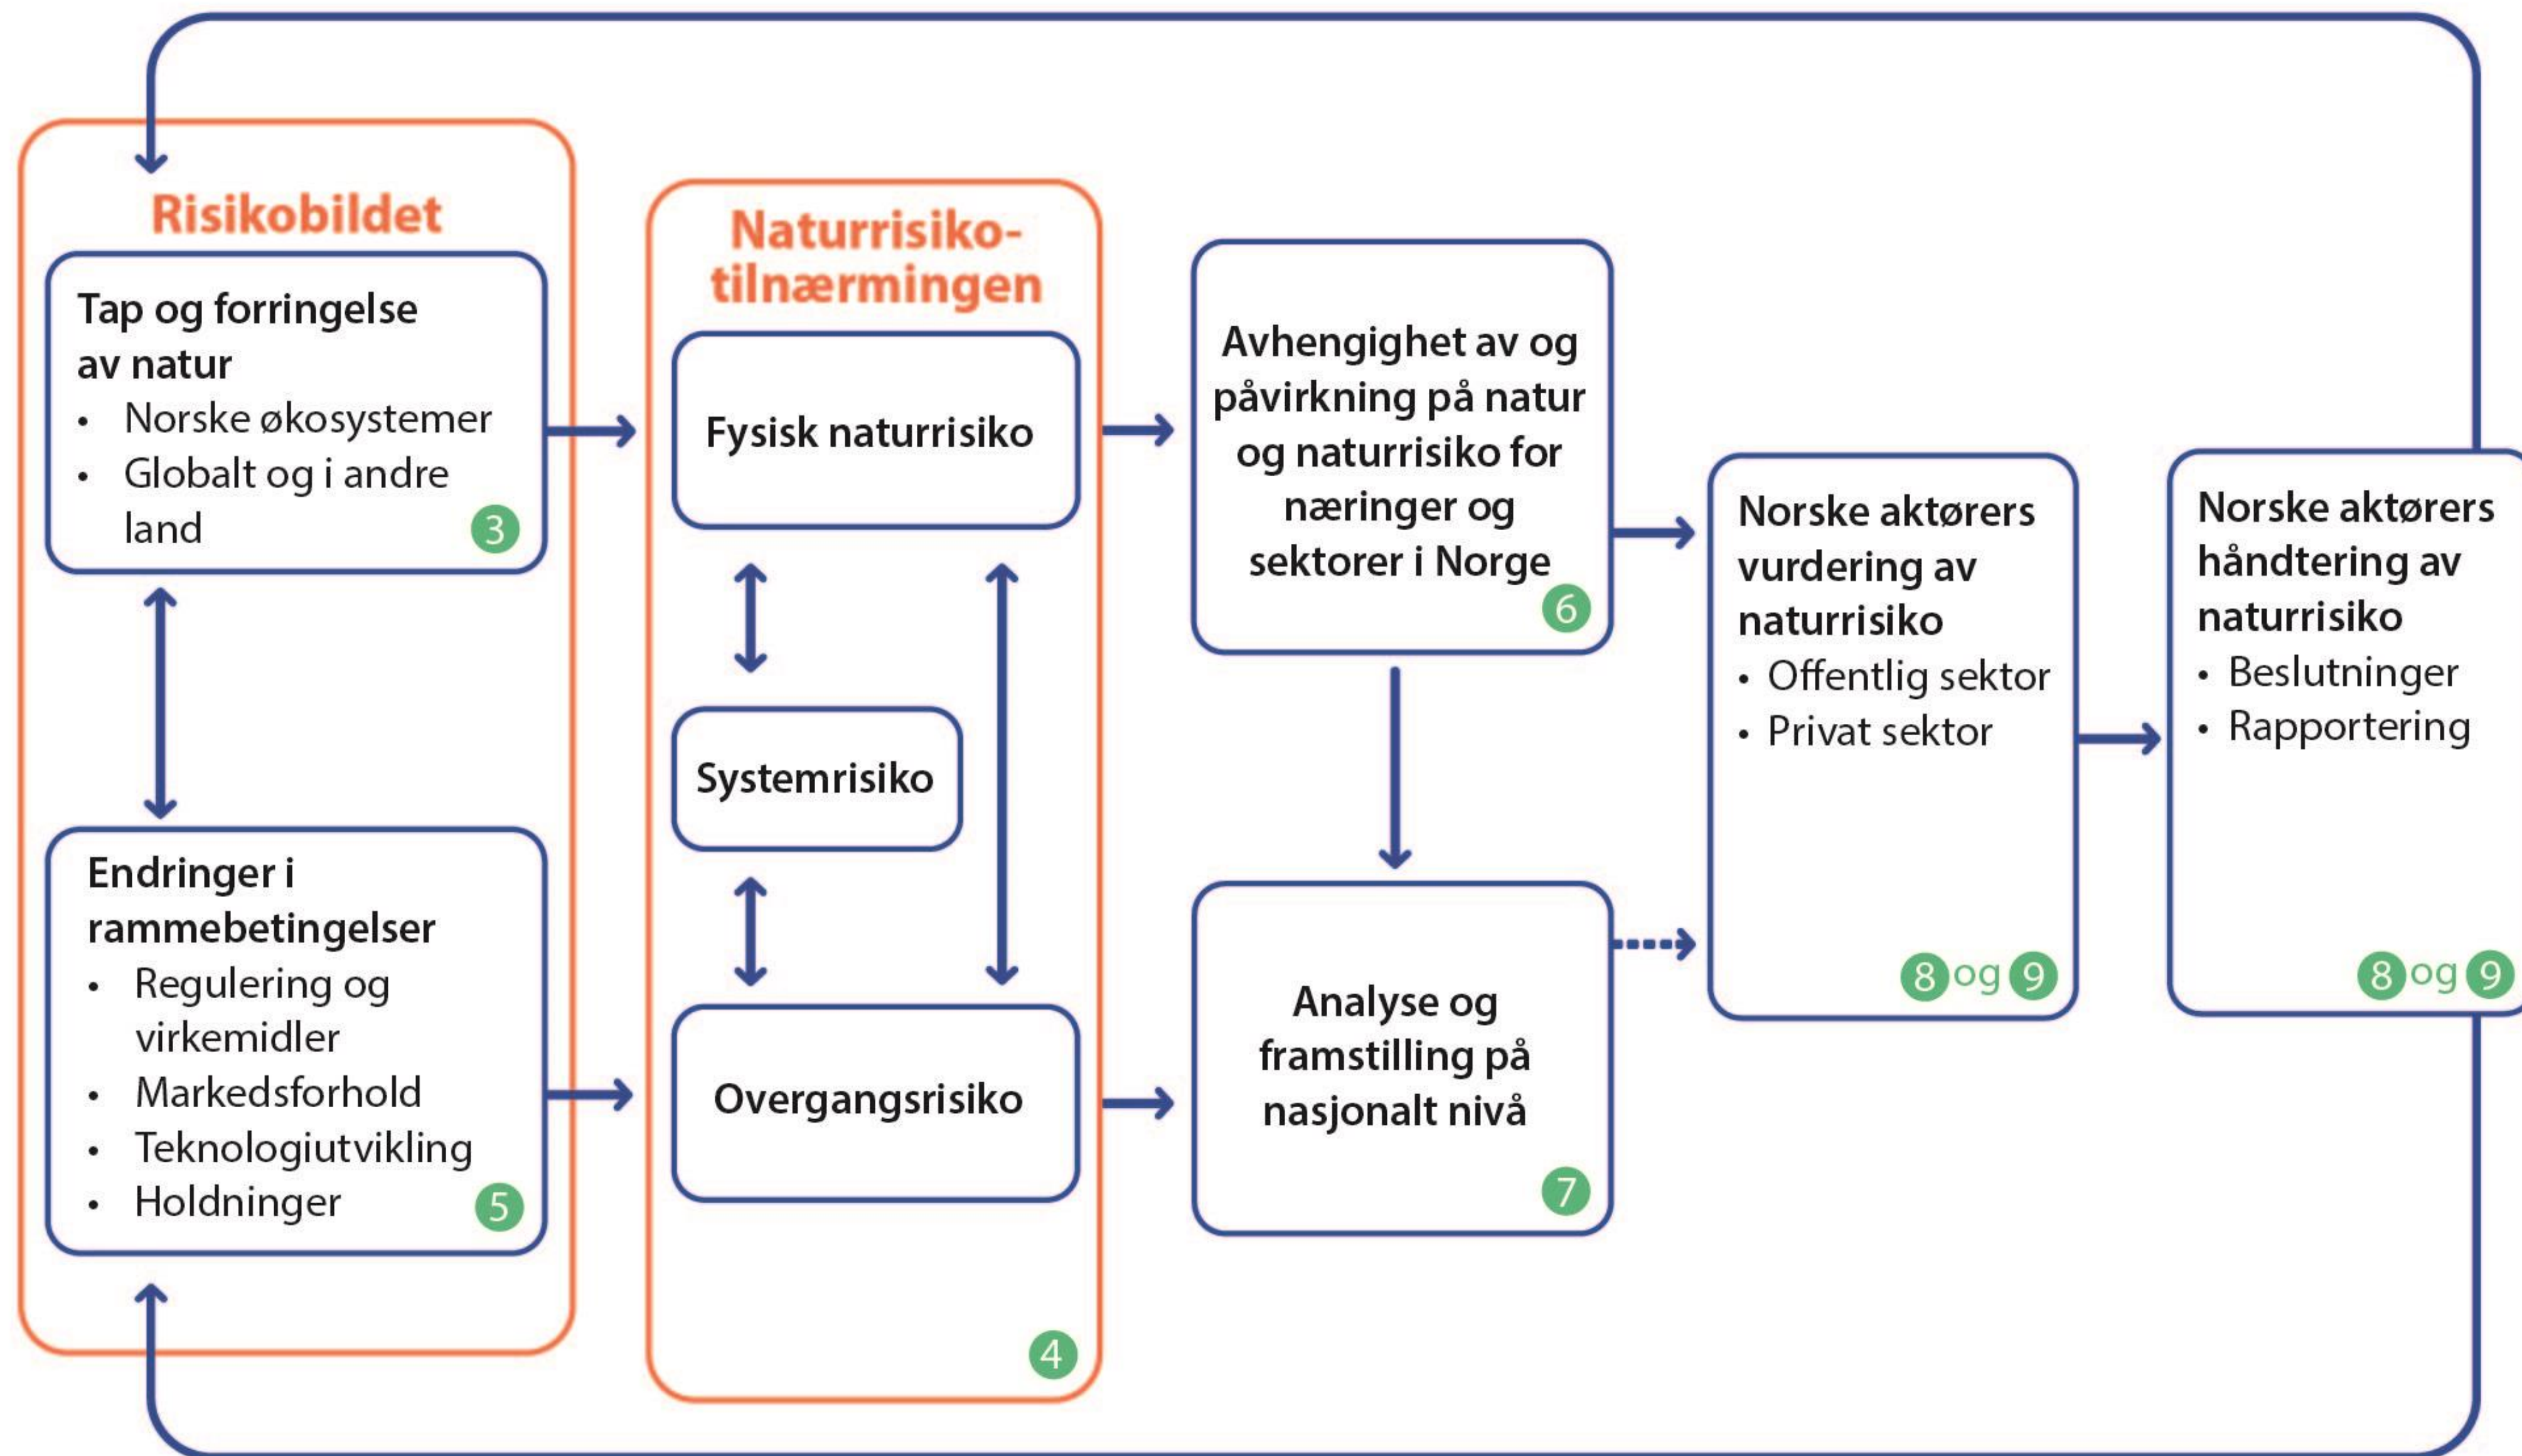 Risikobildet
Tap og forringelse
av natur
• Norske økosystemer
• Globalt og i andre
land
3
Endringer i
rammebetingelser
• Regulering og
virkemidler
• Markedsforhold
• Teknologiutvikling
• Holdninger
5
Naturrisiko-
tilnærmingen
Fysisk naturrisiko
Systemrisiko
Overgangsrisiko
4
Avhengighet av og
påvirkning på natur
og naturrisiko for
næringer og
sektorer i Norge
6
Analyse og
framstilling på
nasjonalt nivå
7
Norske aktørers
vurdering av
naturrisiko
• Offentlig sektor
• Privat sektor
8 og 9
Norske aktørers
håndtering av
naturrisiko
• Beslutninger
• Rapportering
8 og 9